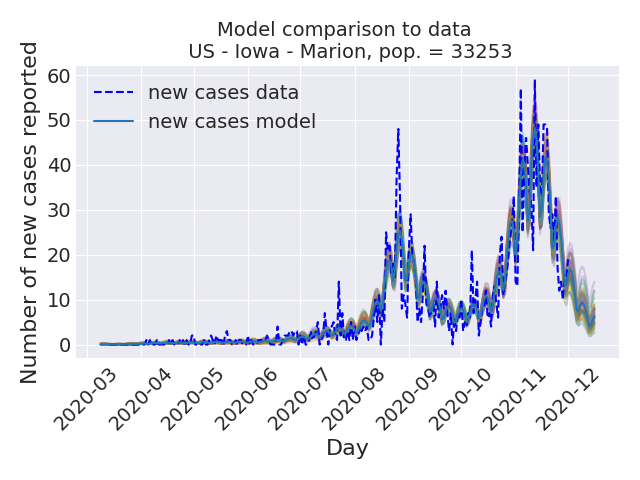 Model comparison to data
US - Iowa - Marion, pop. = 33253
Number of new cases reported
60
50
40
30
20
10
0
new cases data
new cases model
2020-03
2020-04
2020-05
2020-06
2020-07
2020-08
2020-09
2020-10
2020-11
2020-12
Day